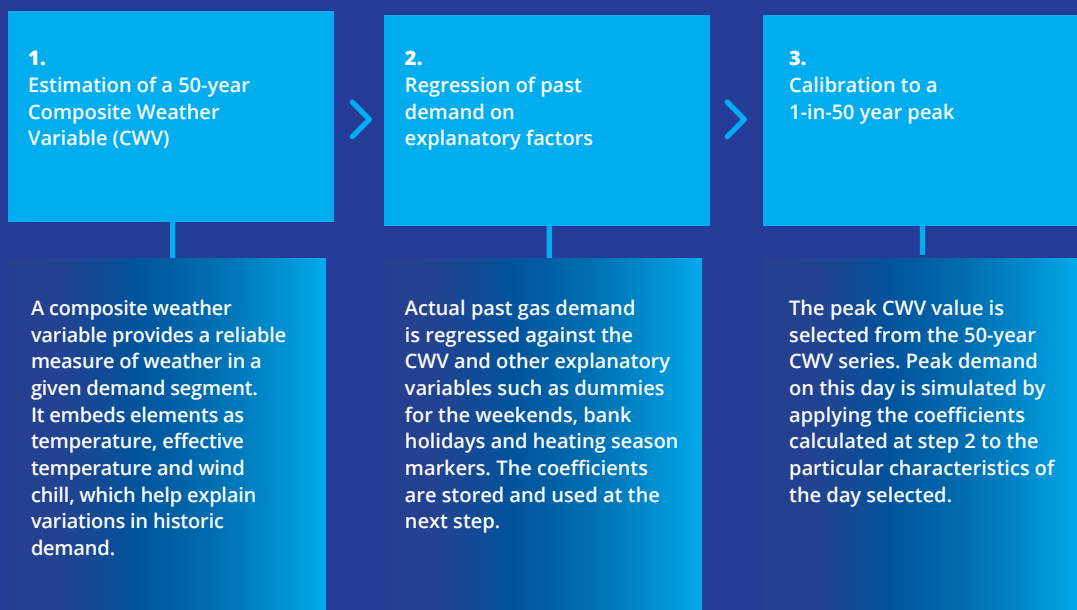 1.
Estimation of a 50-year
Composite Weather
Variable (CWV)
A composite weather
variable provides a reliable
measure of weather in a
given demand segment.
It embeds elements as
temperature, effective
temperature and wind
chill, which help explain
variations in historic
demand.
2.
Regression of past
demand on
explanatory factors
Actual past gas demand
is regressed against the
CWV and other explanatory
variables such as dummies
for the weekends, bank
holidays and heating season
markers. The coefficients
are stored and used at the
next step.
3.
Calibration to a
1-in-50 year peak
The peak CWV value is
selected from the 50-year
CWV series. Peak demand
on this day is simulated by
applying the coefficients
calculated at step 2 to the
particular characteristics of
the day selected.